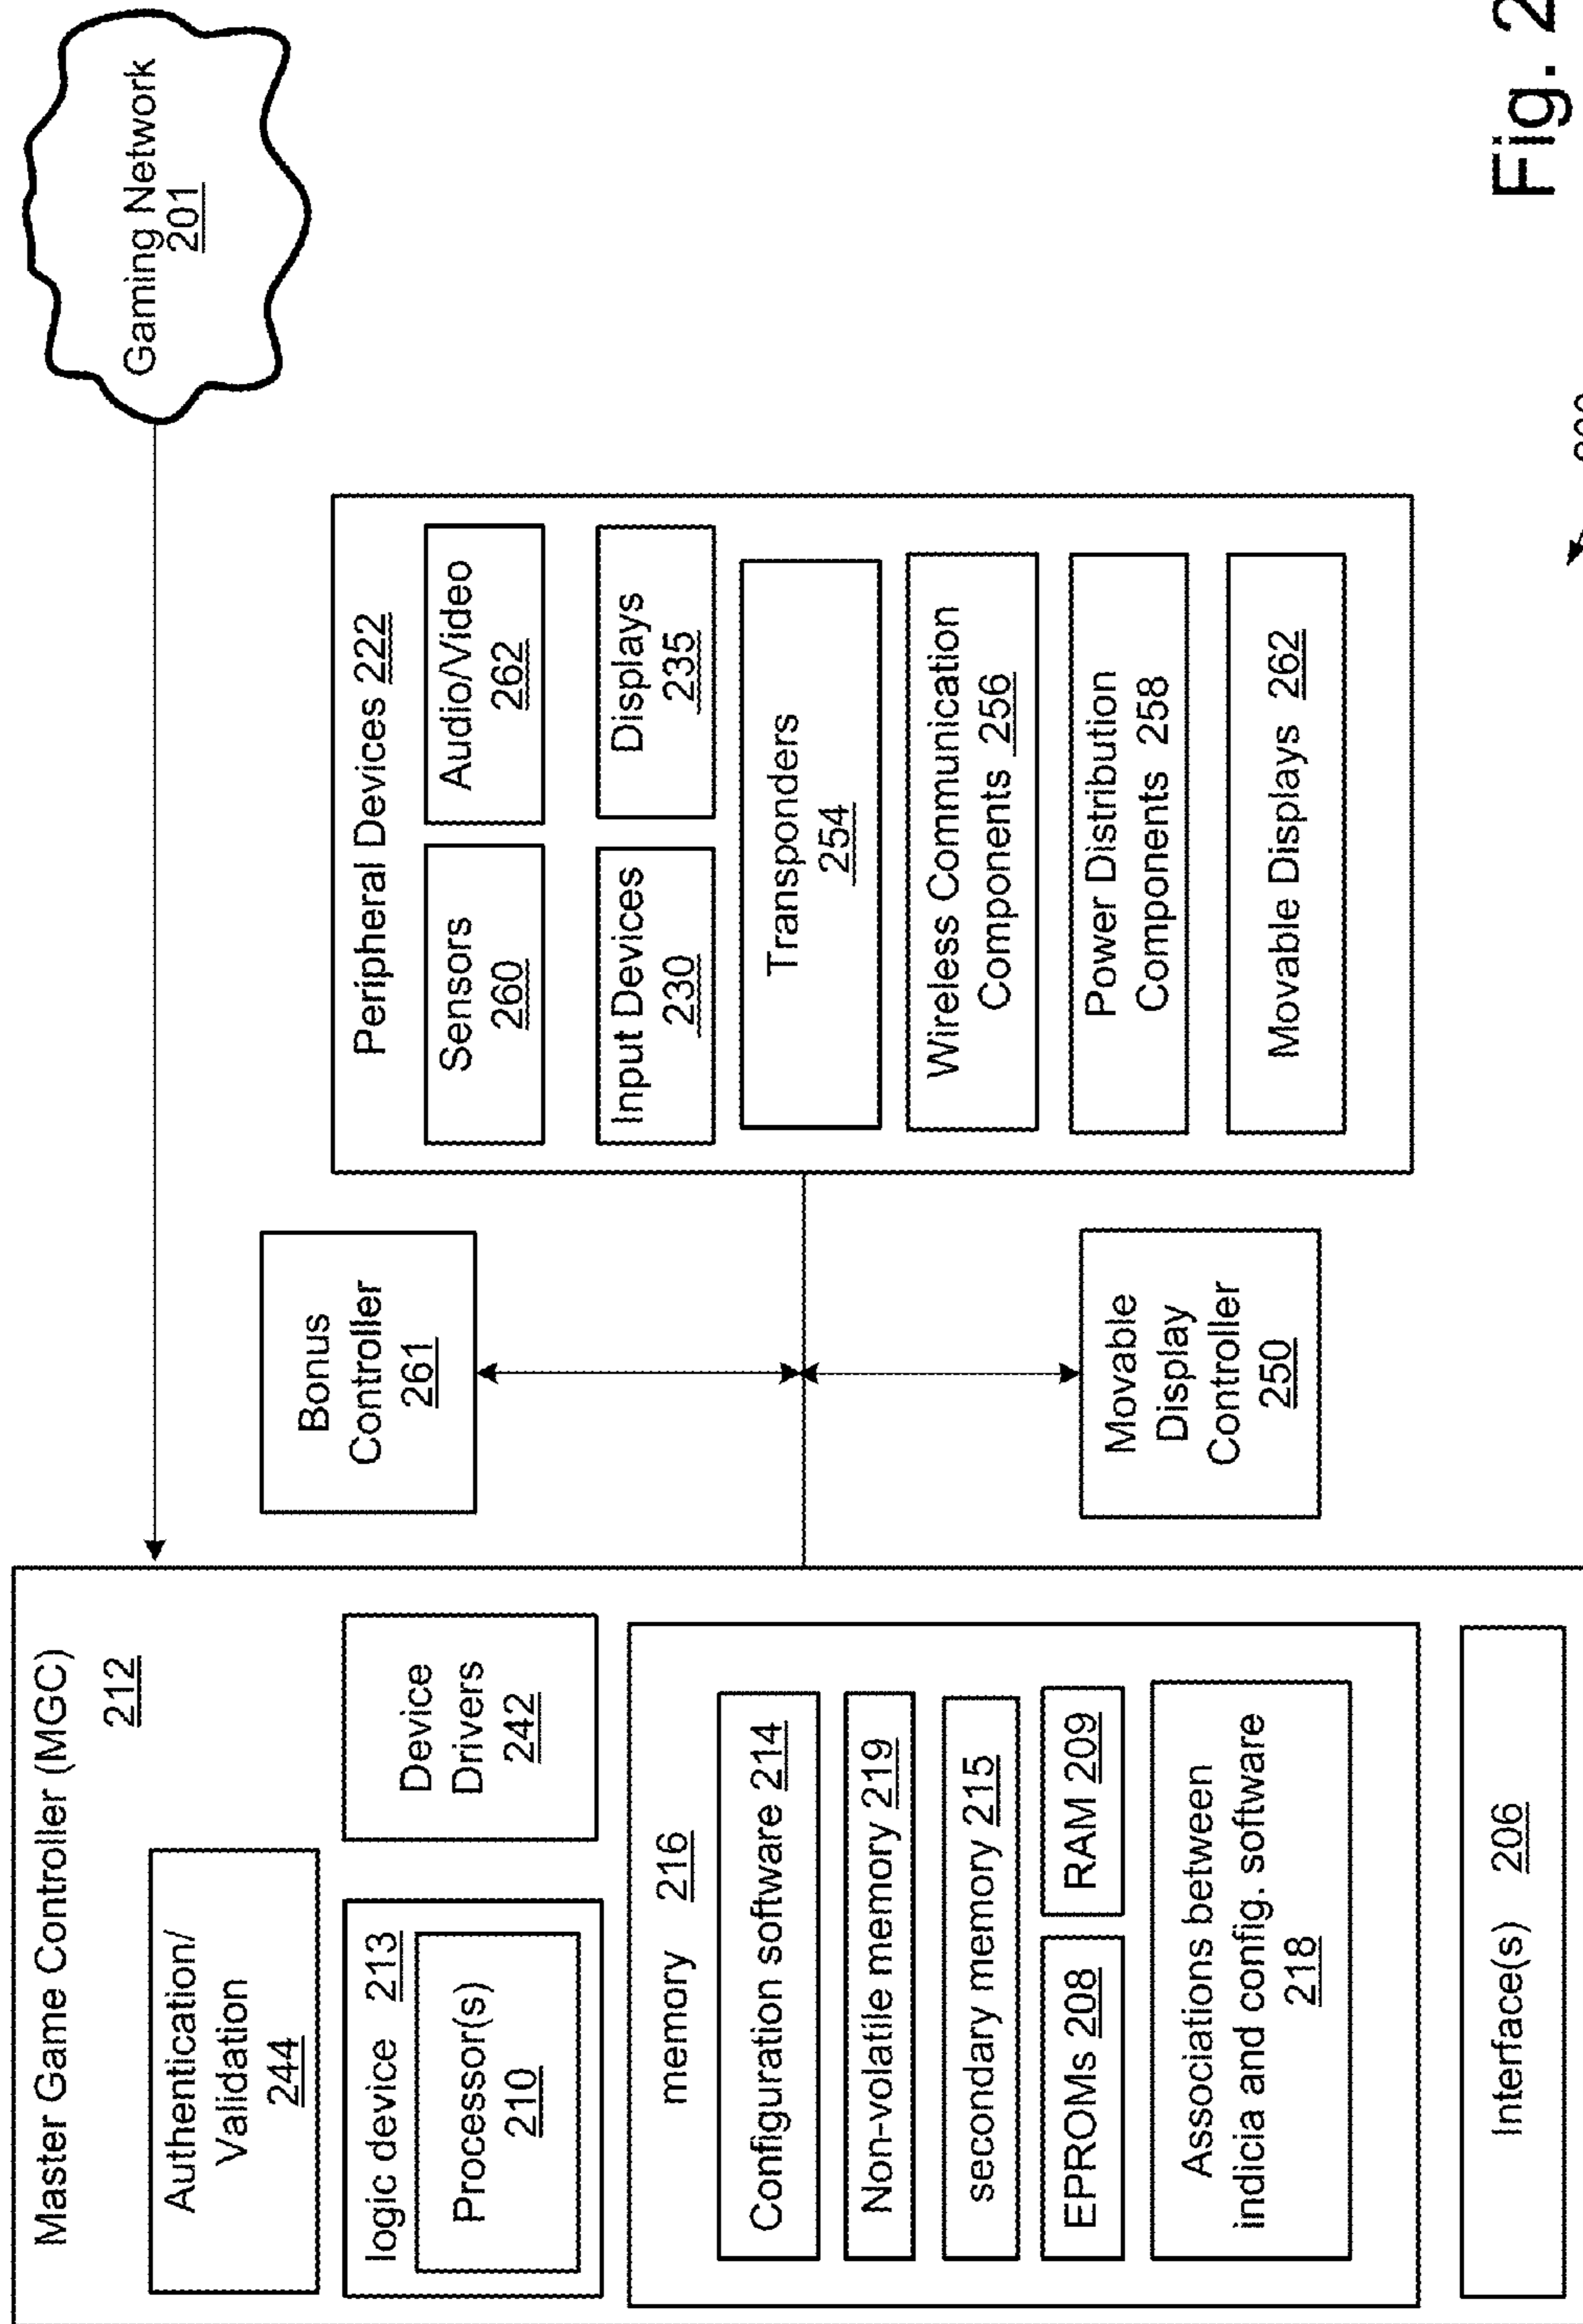 Master Game Controller (MGC)
212
Authentication/
Validation
244
logic device 213
Processor(s)
210
Device
Drivers
242
memory 216
Configuration software 214
Non-volatile memory 219
secondary memory 215
EPROMs 208
RAM 209
Associations between
indicia and config. software
218
Interface(s) 206
Gaming Network
201
Bonus
Controller
261
Movable
Display
Controller
250
Peripheral Devices 222
Sensors
260
Audio/Video
262
Input Devices
230
Displays
235
Transponders
254
Wireless Communication
Components 256
Power Distribution
Components 258
Movable Displays 262
Fig. 2